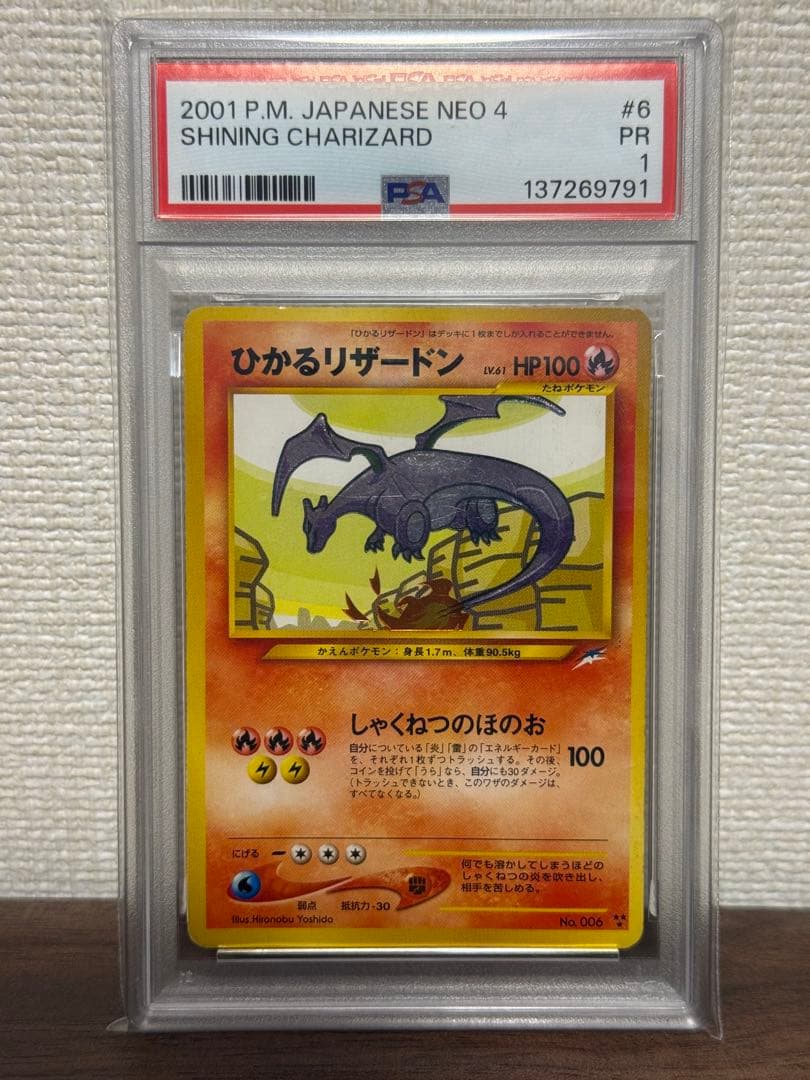 2001 P.M. JAPANESE NEO 4 #6
SHINING CHARIZARD PR
1
PSA 137269791
「ひかるリザードン」はデッキに1枚までしか入れることができません。
ひかるリザードン LV.61 HP100
たねポケモン
かえんポケモン：身長1.7m、体重90.5kg
しゃくねつのほのお
自分についている「炎」「雷」の「エネルギーカード」
を、それぞれ1枚ずつトラッシュする。その後、
コインを投げて「うら」なら、自分にも30ダメージ。
（トラッシュできないとき、このワザのダメージは、
すべてなくなる。）
100
にげる
弱点 抵抗力 -30
何でも溶かしてしまうほどの
しゃくねつの炎を吹き出し、
相手を苦しめる。
Illus.Hironobu Yoshida
No. 006